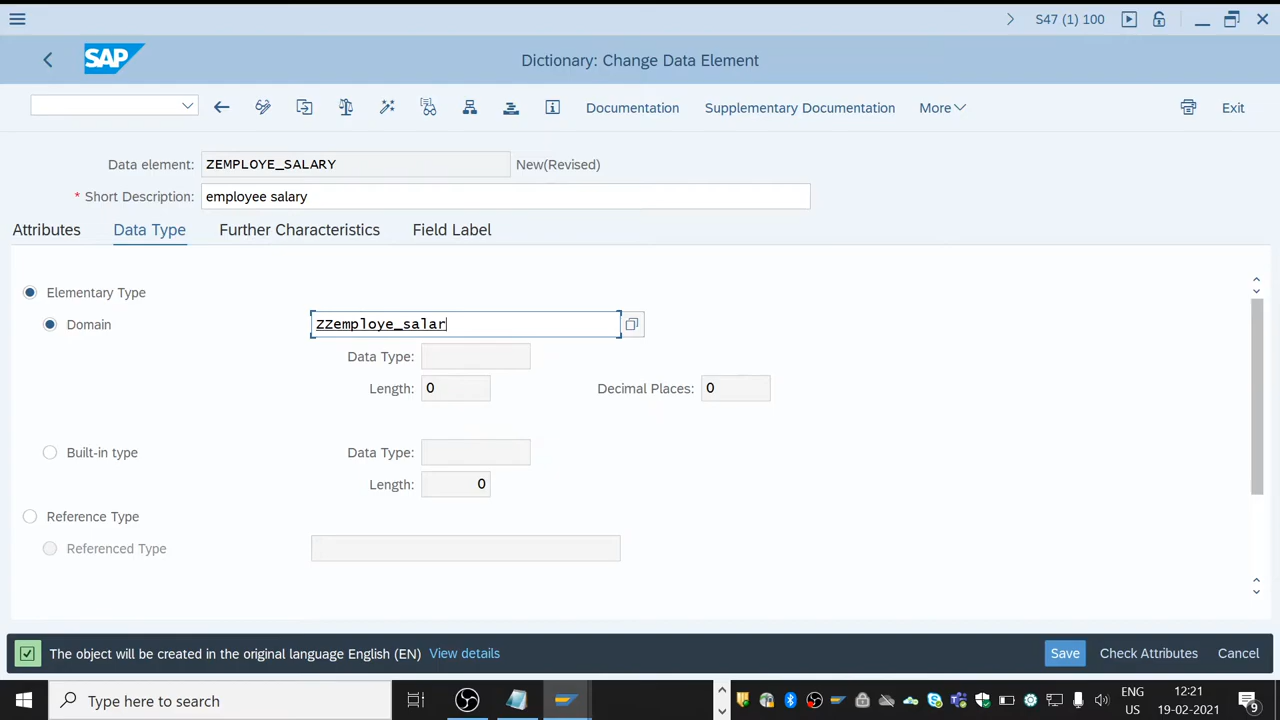 S47 (1) 100
SAP
Dictionary: Change Data Element
Documentation
Supplementary Documentation
More
Exit
Data element: ZEMPLOYE_SALARY New(Revised)
* Short Description: employee salary
Attributes Data Type Further Characteristics Field Label
Elementary Type
Domain ZZemploye_salar
Data Type:
Length: 0 Decimal Places: 0
Built-in type Data Type:
Length: 0
Reference Type
Referenced Type
The object will be created in the original language English (EN) View details Save Check Attributes Cancel
Type here to search
ENG
US
12:21
19-02-2021
9